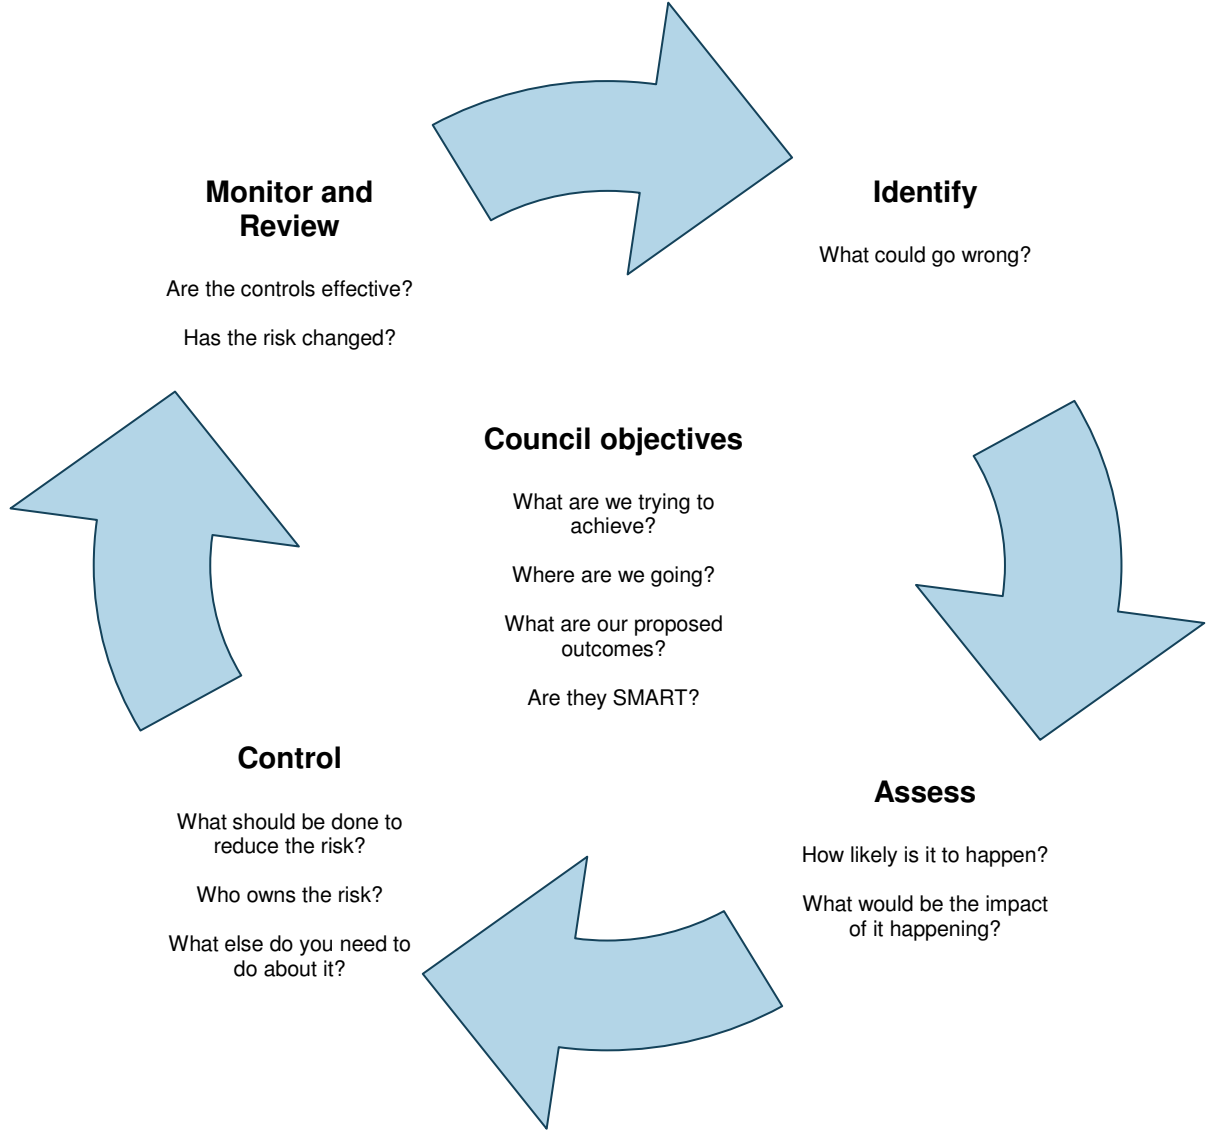 Monitor and
Review
Are the controls effective?
Has the risk changed?
Identify
What could go wrong?
Council objectives
What are we trying to
achieve?
Where are we going?
What are our proposed
outcomes?
Are they SMART?
Control
What should be done to
reduce the risk?
Who owns the risk?
What else do you need to
do about it?
Assess
How likely is it to happen?
What would be the impact
of it happening?